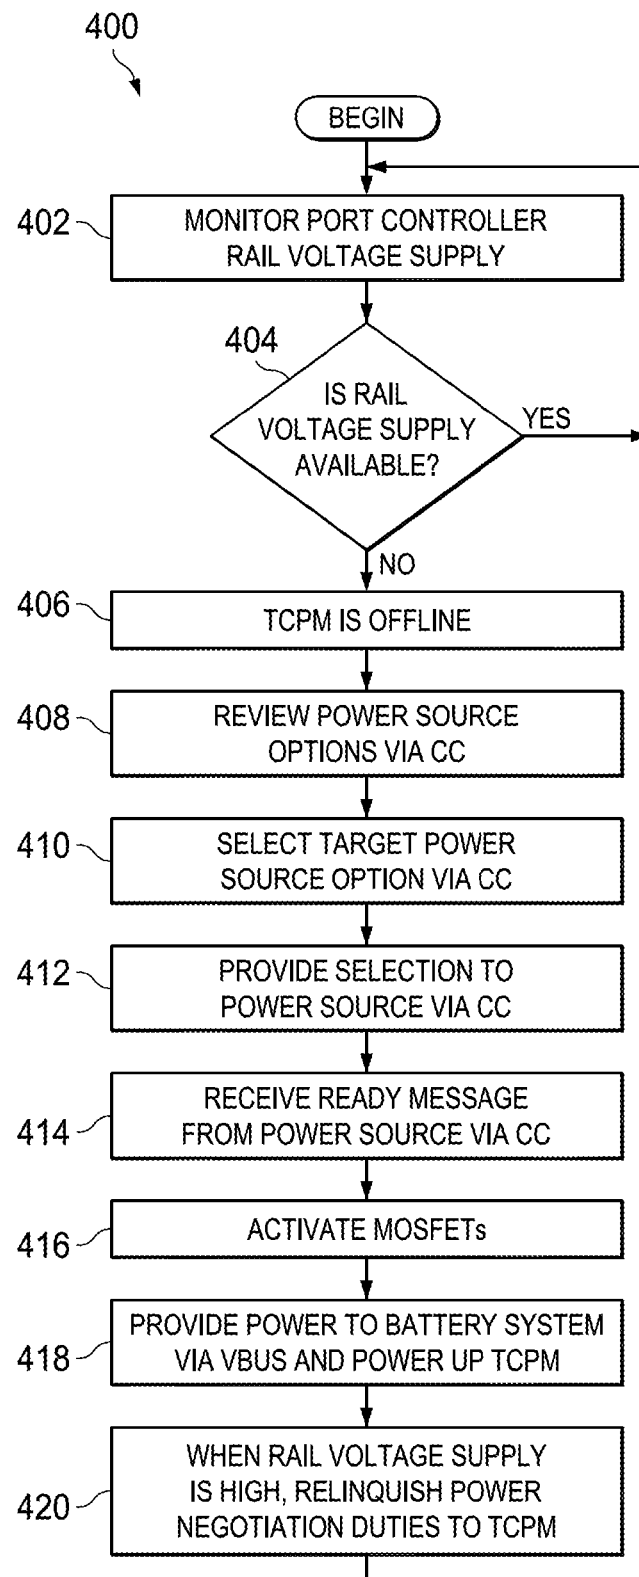 400
BEGIN
402
MONITOR PORT CONTROLLER
RAIL VOLTAGE SUPPLY
404
IS RAIL
VOLTAGE SUPPLY
AVAILABLE?
YES
NO
406
TCPM IS OFFLINE
408
REVIEW POWER SOURCE
OPTIONS VIA CC
410
SELECT TARGET POWER
SOURCE OPTION VIA CC
412
PROVIDE SELECTION TO
POWER SOURCE VIA CC
414
RECEIVE READY MESSAGE
FROM POWER SOURCE VIA CC
416
ACTIVATE MOSFETs
418
PROVIDE POWER TO BATTERY SYSTEM
VIA VBUS AND POWER UP TCPM
420
WHEN RAIL VOLTAGE SUPPLY
IS HIGH, RELINQUISH POWER
NEGOTIATION DUTIES TO TCPM